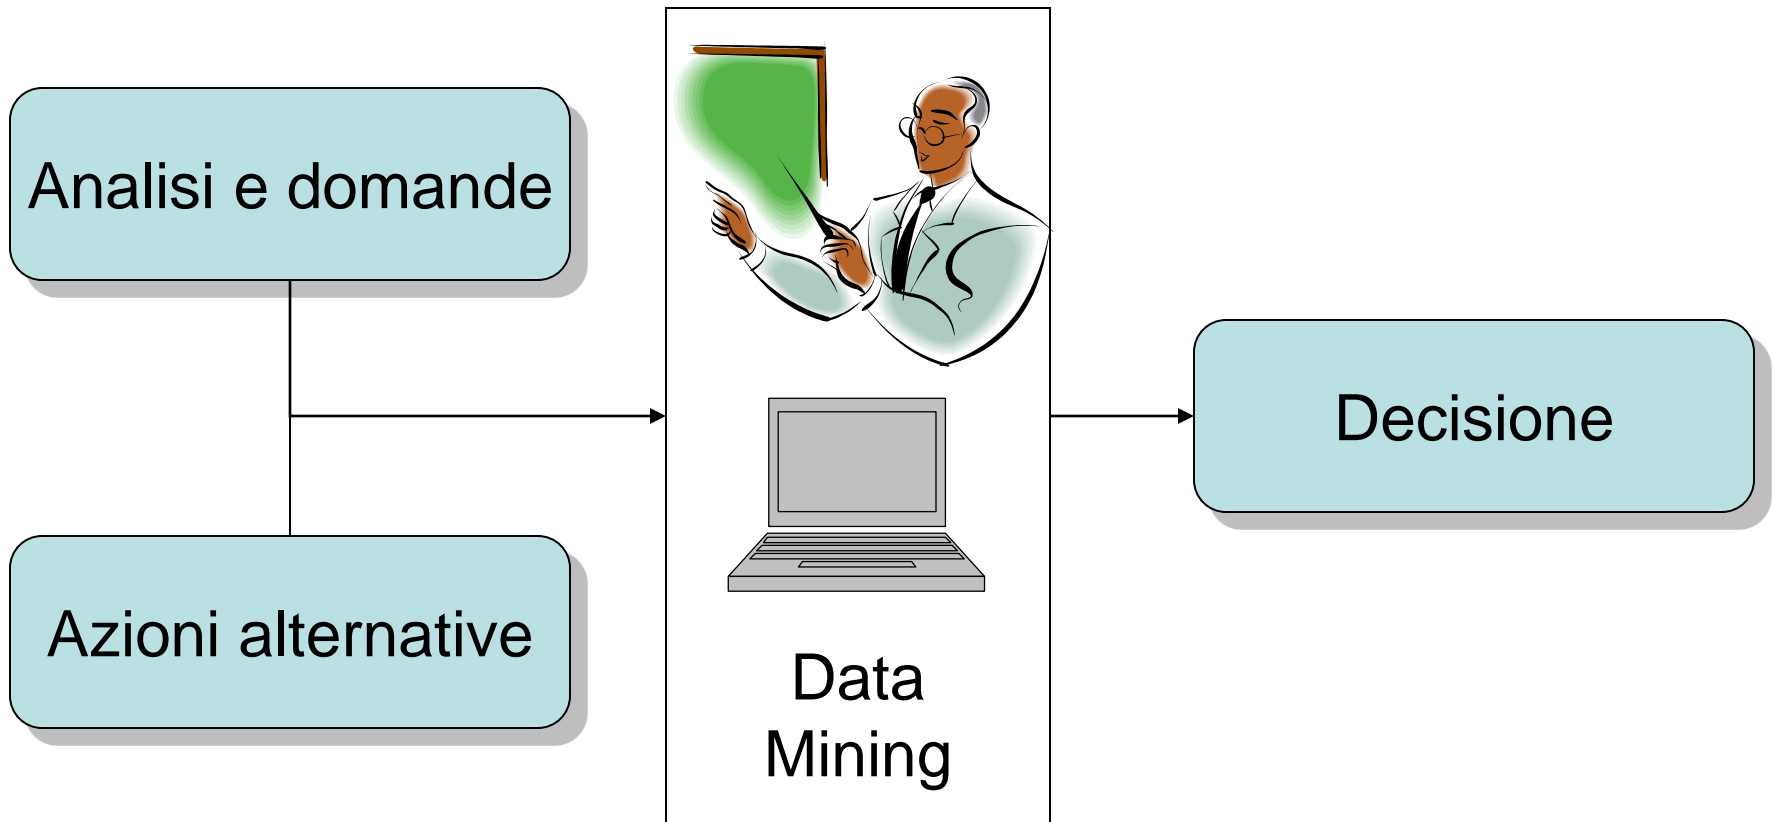 Analisi e domande
Azioni alternative
Data
Mining
Decisione